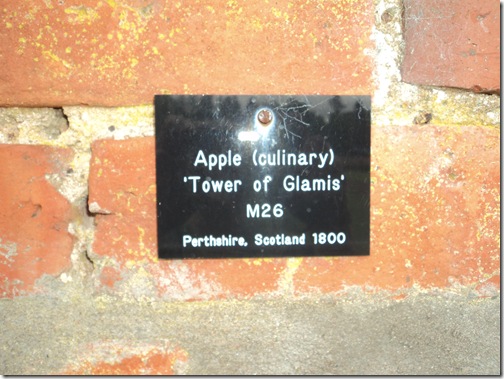 Apple (culinary)
'Tower of Glamis'
M26
Perthshire, Scotland 1800